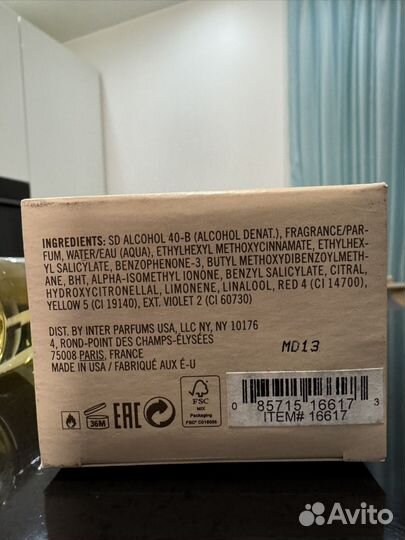 INGREDIENTS: SD ALCOHOL 40-B (ALCOHOL DENAT.), FRAGRANCE/PAR-
FUM, WATER/EAU (AQUA), ETHYLHEXYL METHOXYCINNAMATE, ETHYLHEX-
YL SALICYLATE, BENZOPHENONE-3, BUTYL METHOXYDIBENZOYLMETH-
ANE, BHT, ALPHA-ISOMETHYL IONONE, BENZYL SALICYLATE, CITRAL,
HYDROXYCITRONELLAL, LIMONENE, LINALOOL, RED 4 (CI 14700),
YELLOW 5 (CI 19140), EXT. VIOLET 2 (CI 60730)
DIST. BY INTER PARFUMS USA, LLC NY, NY 10176
4, ROND-POINT DES CHAMPS-ÉLYSÉES
75008 PARIS, FRANCE
MADE IN USA / FABRIQUÉ AUX É-U
MD13
36M
EAC
FSC
MIX
Packaging
FSC® C016096
0 85715 16617 3
ITEM# 16617
Avito